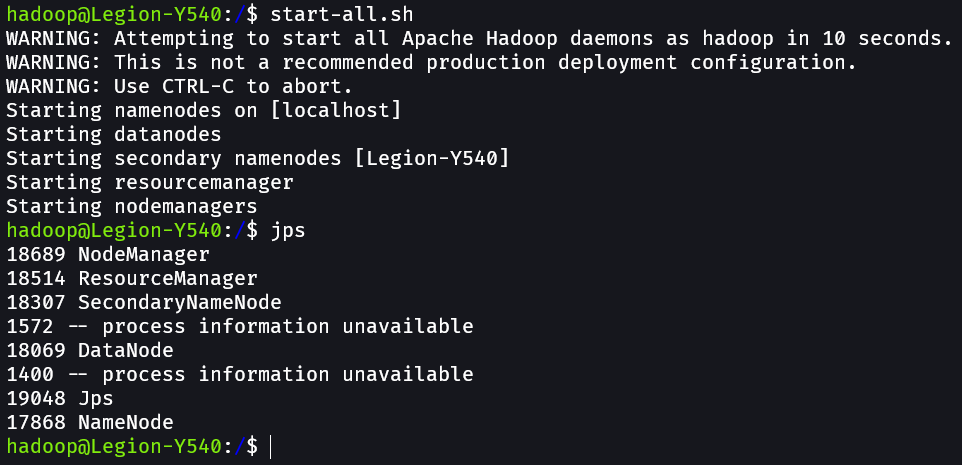 hadoop@Legion-Y540:/$ start-all.sh
WARNING: Attempting to start all Apache Hadoop daemons as hadoop in 10 seconds.
WARNING: This is not a recommended production deployment configuration.
WARNING: Use CTRL-C to abort.
Starting namenodes on [localhost]
Starting datanodes
Starting secondary namenodes [Legion-Y540]
Starting resourcemanager
Starting nodemanagers
hadoop@Legion-Y540:/$ jps
18689 NodeManager
18514 ResourceManager
18307 SecondaryNameNode
1572 -- process information unavailable
18069 DataNode
1400 -- process information unavailable
19048 Jps
17868 NameNode
hadoop@Legion-Y540:/$